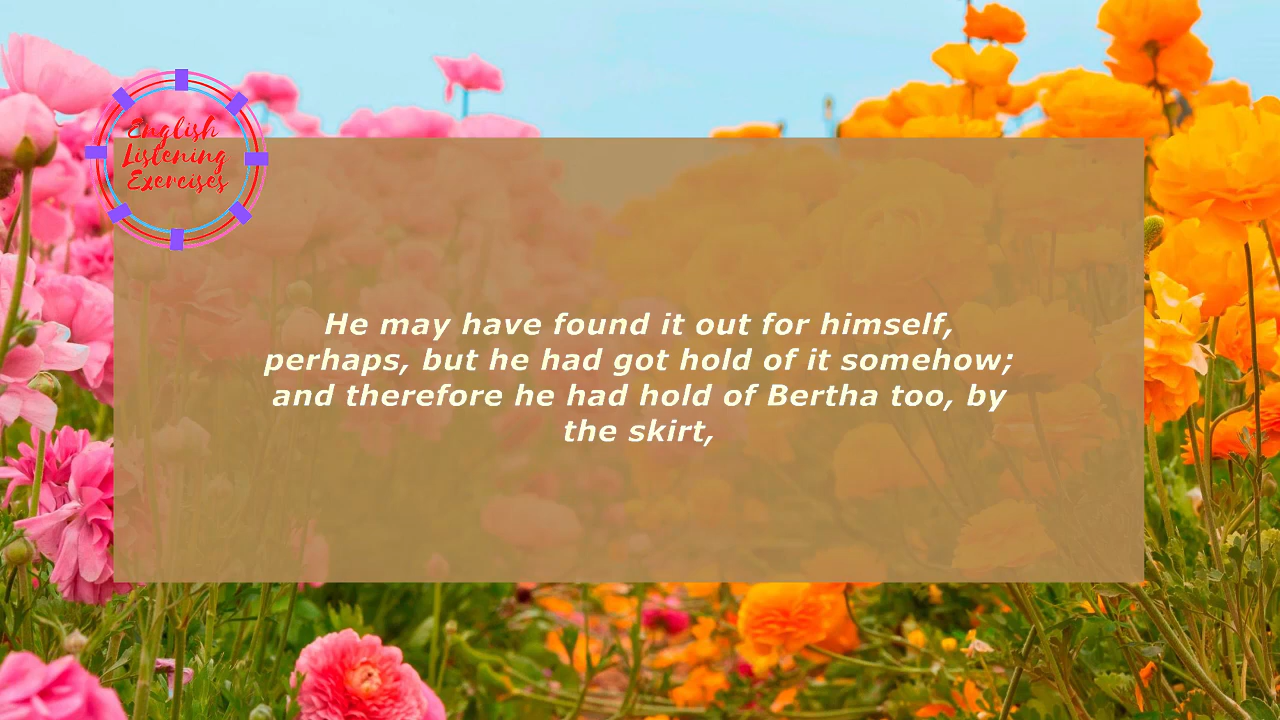 English
Listening
Exercises
He may have found it out for himself,
perhaps, but he had got hold of it somehow;
and therefore he had hold of Bertha too, by
the skirt,